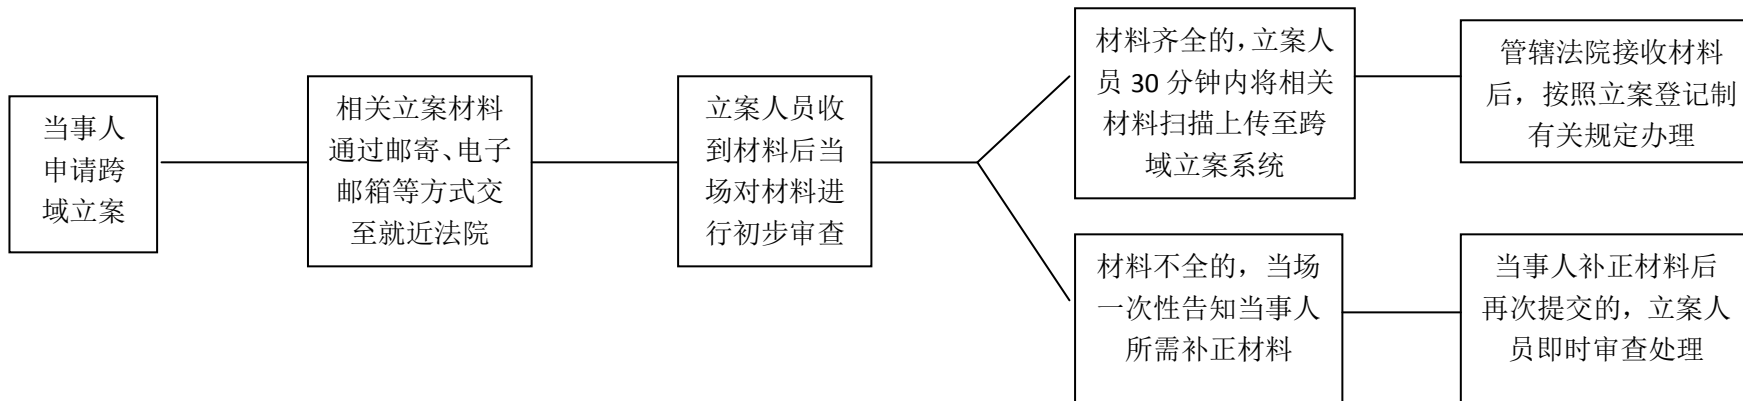 当事人
申请跨
域立案
相关立案材料
通过邮寄、电子
邮箱等方式交
至就近法院
立案人员收
到材料后当
场对材料进
行初步审查
材料齐全的，立案人
员 30 分钟内将相关
材料扫描上传至跨
域立案系统
管辖法院接收材料
后，按照立案登记制
有关规定办理
材料不全的，当场
一次性告知当事人
所需补正材料
当事人补正材料后
再次提交的，立案人
员即时审查处理